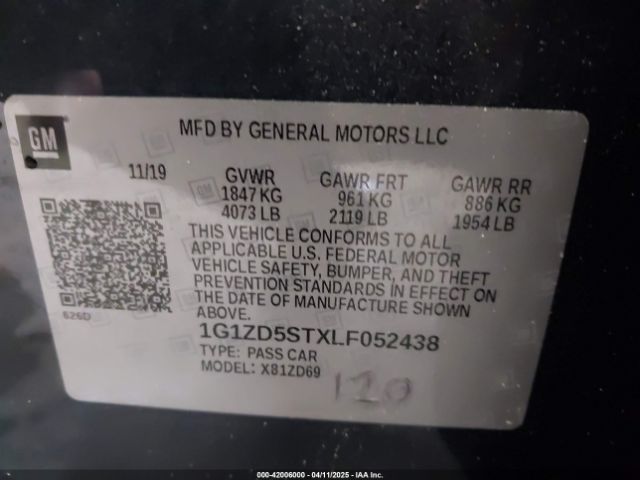 GM
MFD BY GENERAL MOTORS LLC
11/19 GVWR GAWR FRT GAWR RR
1847 KG 961 KG 886 KG
4073 LB 2119 LB 1954 LB
THIS VEHICLE CONFORMS TO ALL
APPLICABLE U.S. FEDERAL MOTOR
VEHICLE SAFETY, BUMPER, AND THEFT
PREVENTION STANDARDS IN EFFECT ON
THE DATE OF MANUFACTURE SHOWN
ABOVE.
626D
1G1ZD5STXLF052438
TYPE: PASS CAR
MODEL: X81ZD69
120
000-42006000 - 04/11/2025 - IAA Inc.